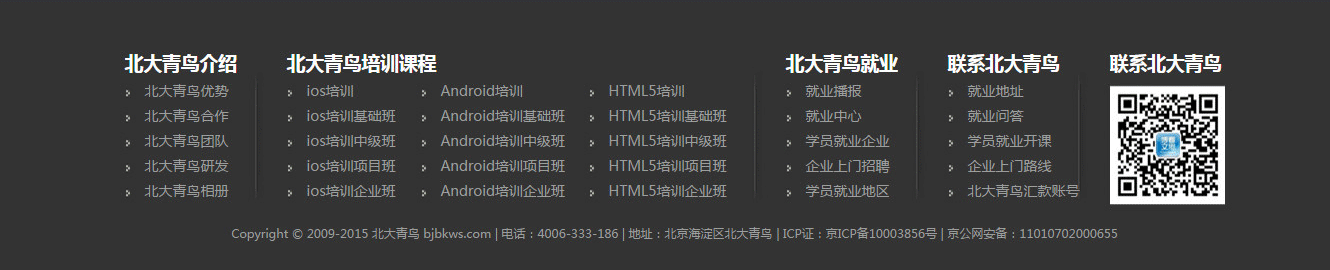 北大青鸟介绍
北大青鸟优势
北大青鸟合作
北大青鸟团队
北大青鸟研发
北大青鸟相册
北大青鸟培训课程
ios培训
ios培训基础班
ios培训中级班
ios培训项目班
ios培训企业班
Android培训
Android培训基础班
Android培训中级班
Android培训项目班
Android培训企业班
HTML5培训
HTML5培训基础班
HTML5培训中级班
HTML5培训项目班
HTML5培训企业班
北大青鸟就业
就业播报
就业中心
学员就业企业
企业上门招聘
学员就业地区
联系北大青鸟
就业地址
就业问答
学员就业开课
企业上门路线
北大青鸟汇款账号
联系北大青鸟
Copyright © 2009-2015 北大青鸟 bjbkws.com | 电话：4006-333-186 | 地址：北京海淀区北大青鸟 | ICP证：京ICP备10003856号 | 京公网安备：11010702000655